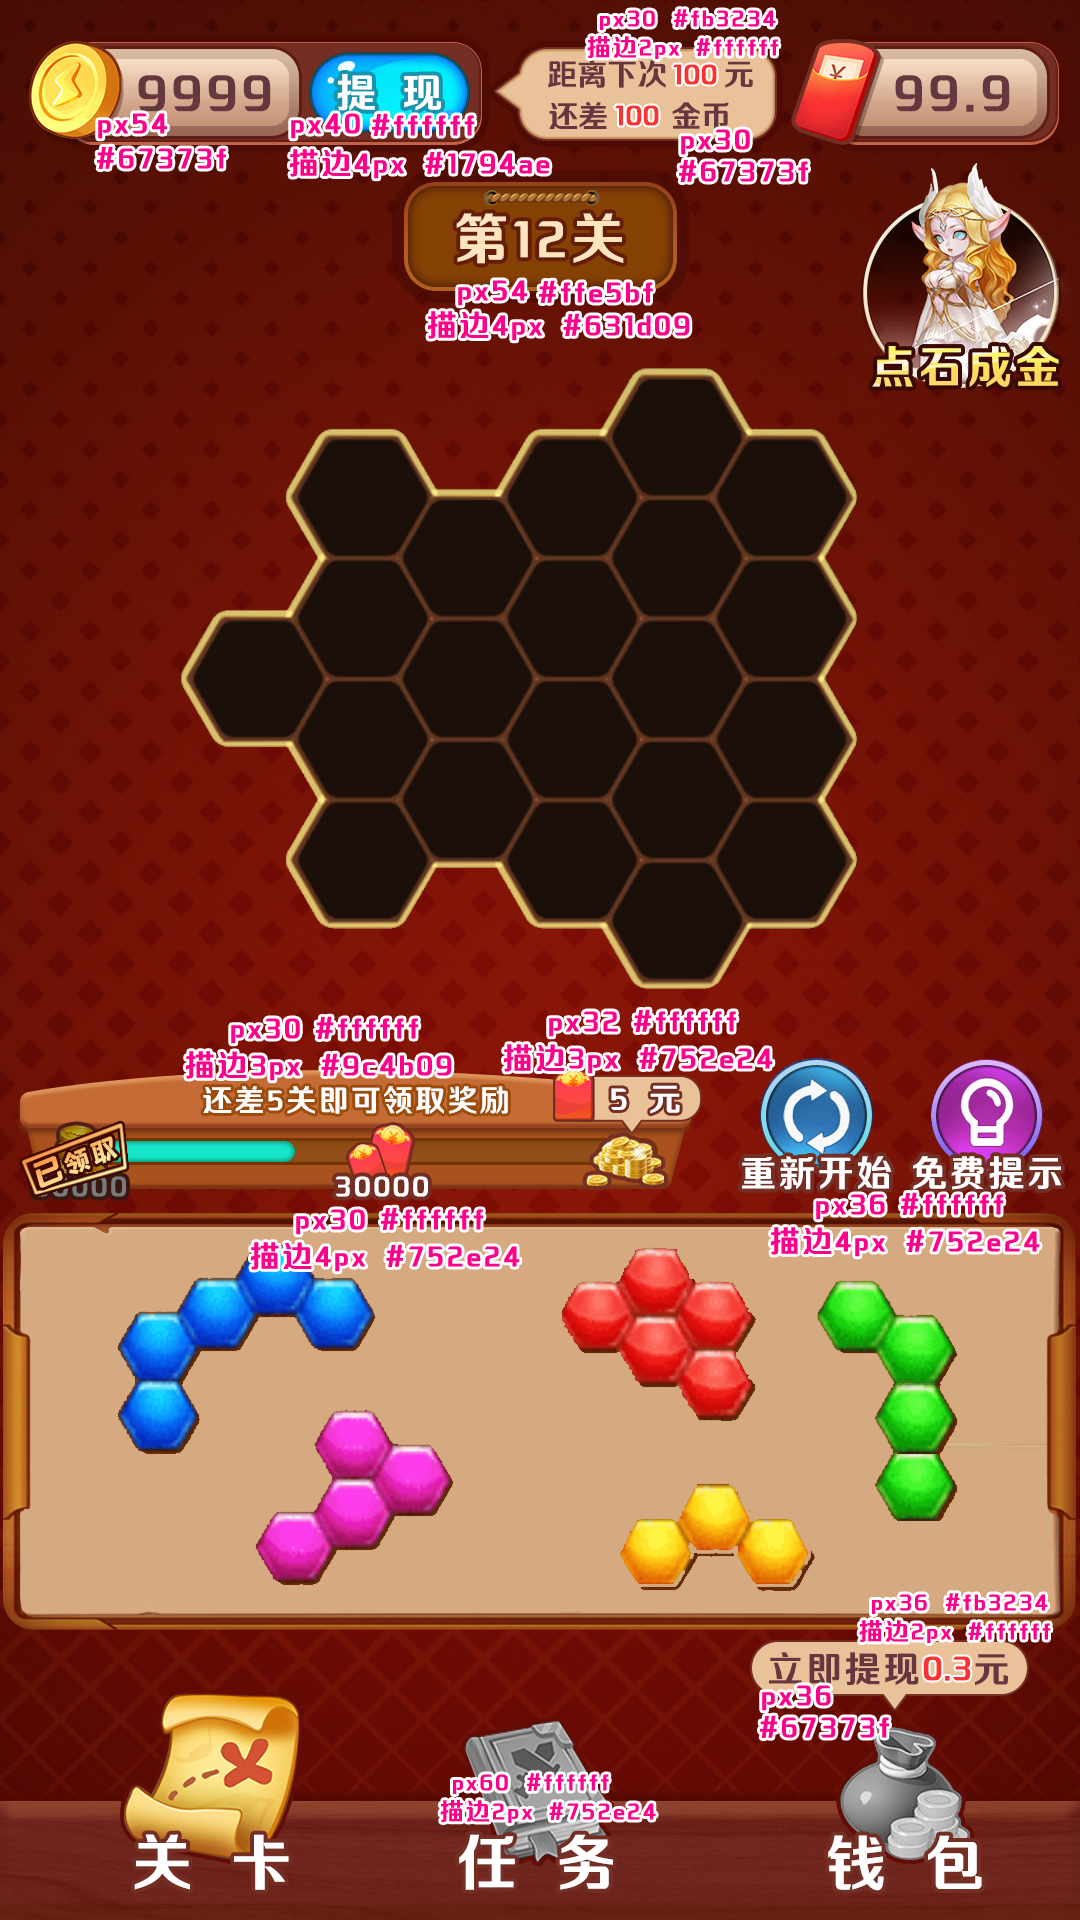 px30 #fb3234
描边2px #ffffff
9999
提 现
距离下次100元
还差100 金币
99.9
px54
#67373f
px40 #ffffff
描边4px #1794ae
px30
#67373f
第12关
px54 #ffe5bf
描边4px #631d09
点石成金
px30 #ffffff
描边3px #9c4b09
px32 #ffffff
描边3px #752e24
还差5关即可领取奖励
5 元
已领取
30000
重新开始
免费提示
px30 #ffffff
描边4px #752e24
px36 #ffffff
描边4px #752e24
px36 #fb3234
描边2px #ffffff
立即提现0.3元
px36
#67373f
px60 #ffffff
描边2px #752e24
关 卡
任 务
钱 包